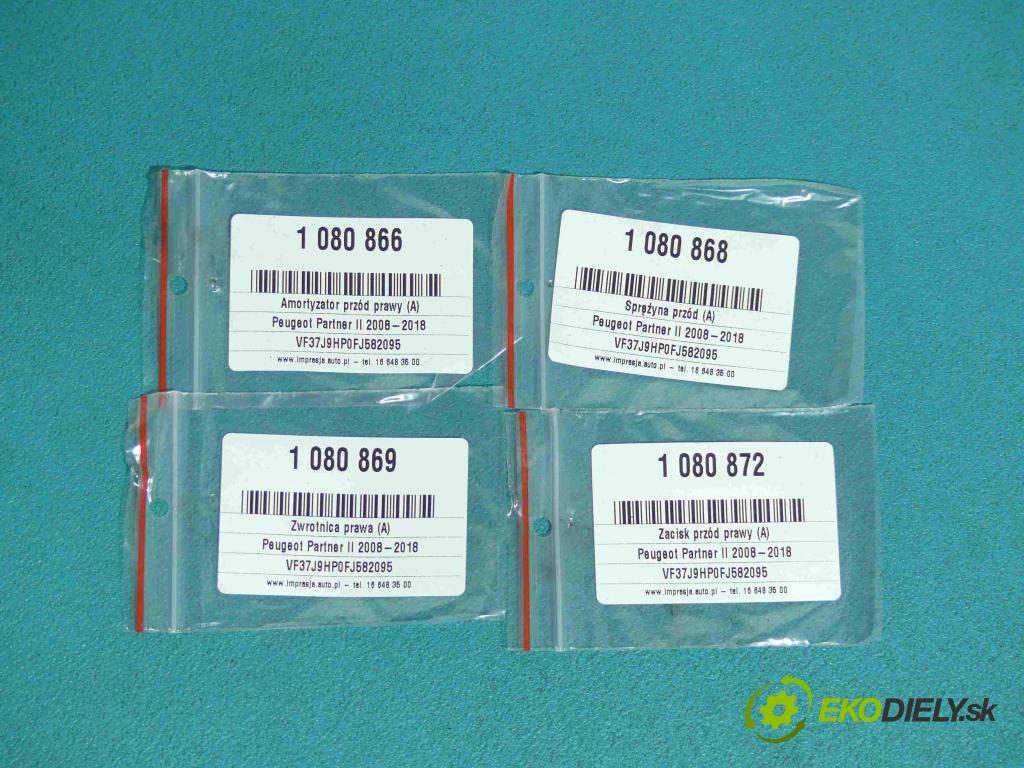 1 080 866
Amortyzator przód prawy (A)
Peugeot Partner II 2008-2018
VF37J9HP0FJ582095
www.impresja.auto.pl - tel. 16 648 35 00
1 080 868
Sprężyna przód (A)
Peugeot Partner II 2008-2018
VF37J9HP0FJ582095
www.impresja.auto.pl - tel. 16 648 35 00
1 080 869
Zwrotnica prawa (A)
Peugeot Partner II 2008-2018
VF37J9HP0FJ582095
www.impresja.auto.pl - tel. 16 648 35 00
1 080 872
Zacisk przód prawy (A)
Peugeot Partner II 2008-2018
VF37J9HP0FJ582095
www.impresja.auto.pl - tel. 16 648 35 00
EKODIELY.sk